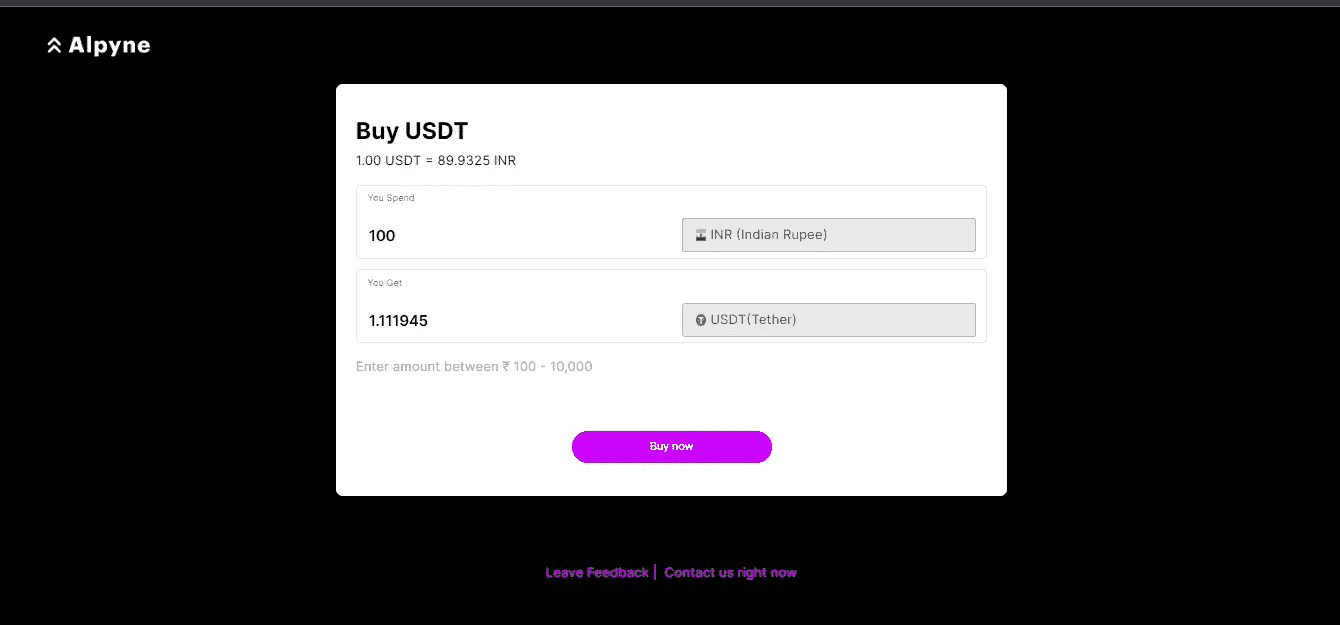 Alpyne
Buy USDT
1.00 USDT = 89.9325 INR
You Spend
100
INR (Indian Rupee)
You Get
1.111945
USDT(Tether)
Enter amount between ₹ 100 - 10,000
Buy now
Leave Feedback | Contact us right now